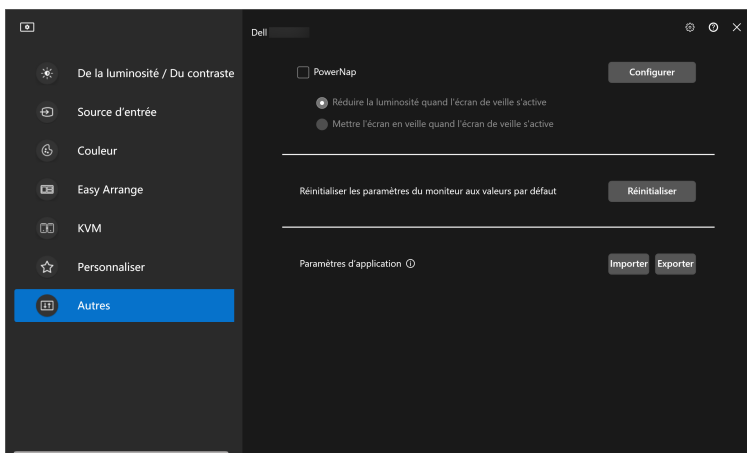 Dell
De la luminosité / Du contraste
Source d'entrée
Couleur
Easy Arrange
KVM
Personnaliser
Autres
PowerNap
Configurer
Réduire la luminosité quand l'écran de veille s'active
Mettre l'écran en veille quand l'écran de veille s'active
Réinitialiser les paramètres du moniteur aux valeurs par défaut
Réinitialiser
Paramètres d'application
Importer
Exporter